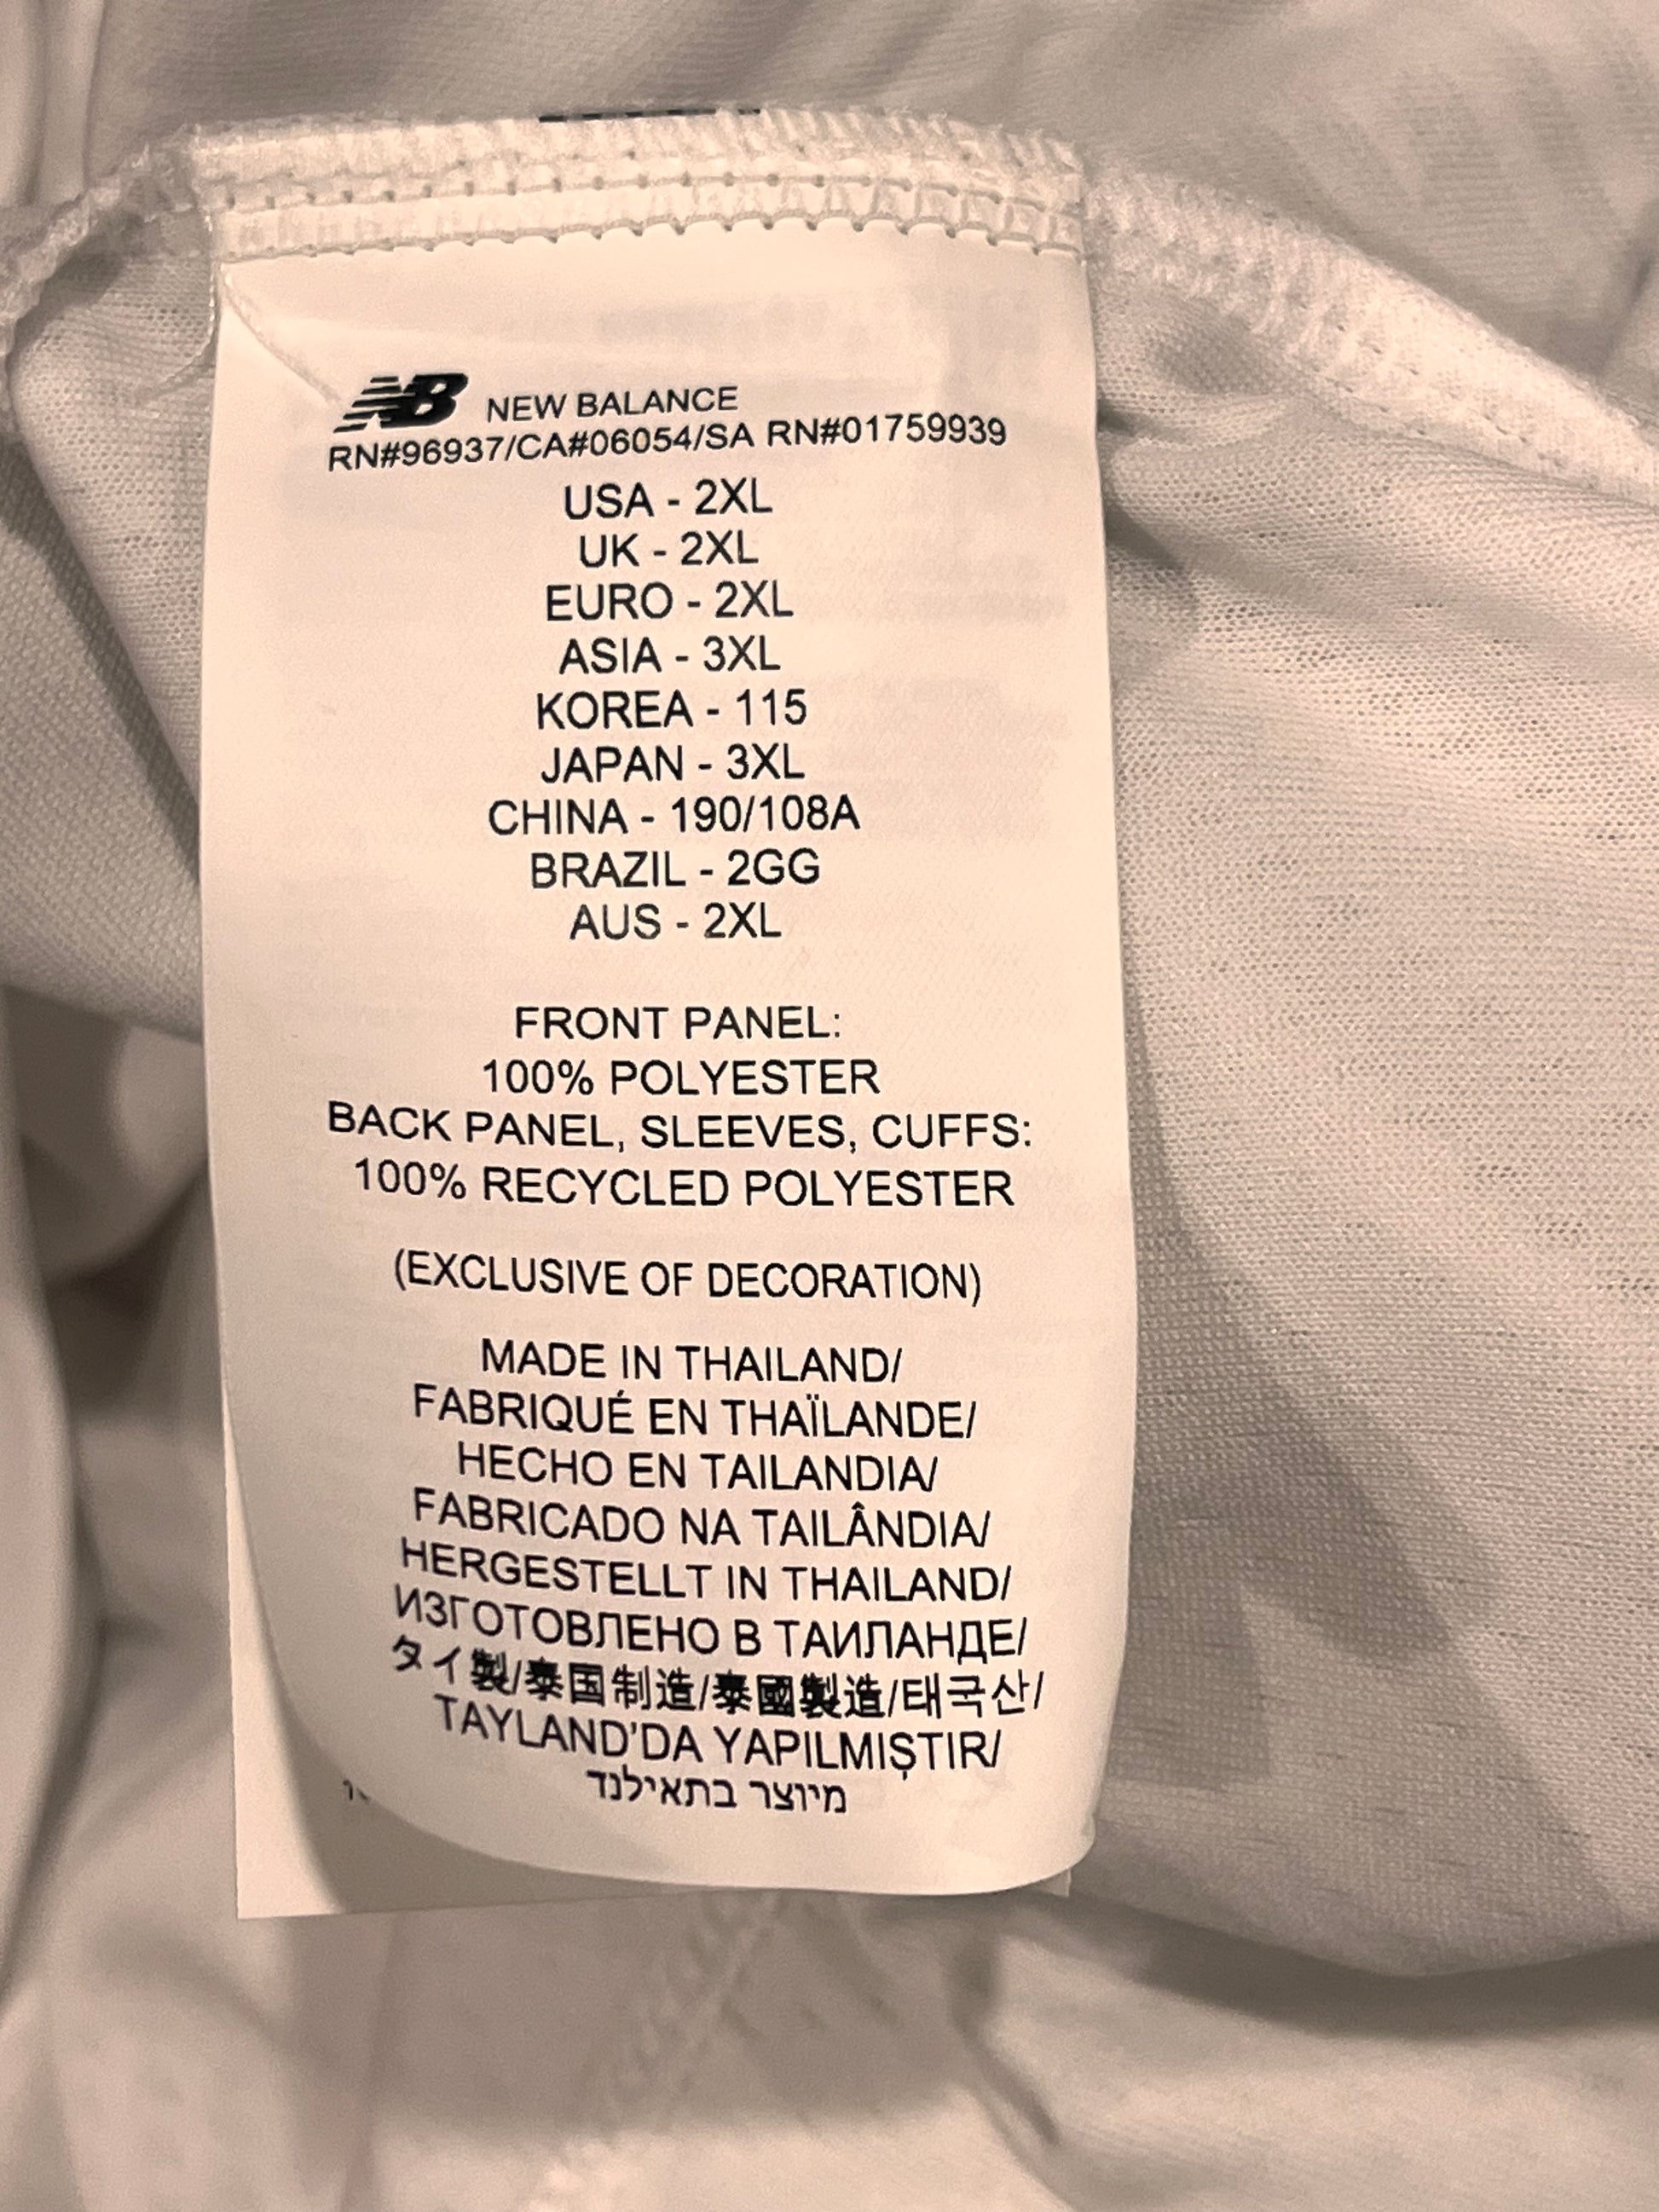 NB NEW BALANCE
RN#96937/CA#06054/SA RN#01759939
USA - 2XL
UK - 2XL
EURO - 2XL
ASIA - 3XL
KOREA - 115
JAPAN - 3XL
CHINA - 190/108A
BRAZIL - 2GG
AUS - 2XL
FRONT PANEL:
100% POLYESTER
BACK PANEL, SLEEVES, CUFFS:
100% RECYCLED POLYESTER
(EXCLUSIVE OF DECORATION)
MADE IN THAILAND/
FABRIQUÉ EN THAÏLANDE/
HECHO EN TAILANDIA/
FABRICADO NA TAILÂNDIA/
HERGESTELLT IN THAILAND/
ИЗГОТОВЛЕНО В ТАИЛАНДЕ/
タイ製/泰国制造/泰國製造/태국산/
TAYLAND'DA YAPILMIŞTIR/
מיוצר בתאילנד